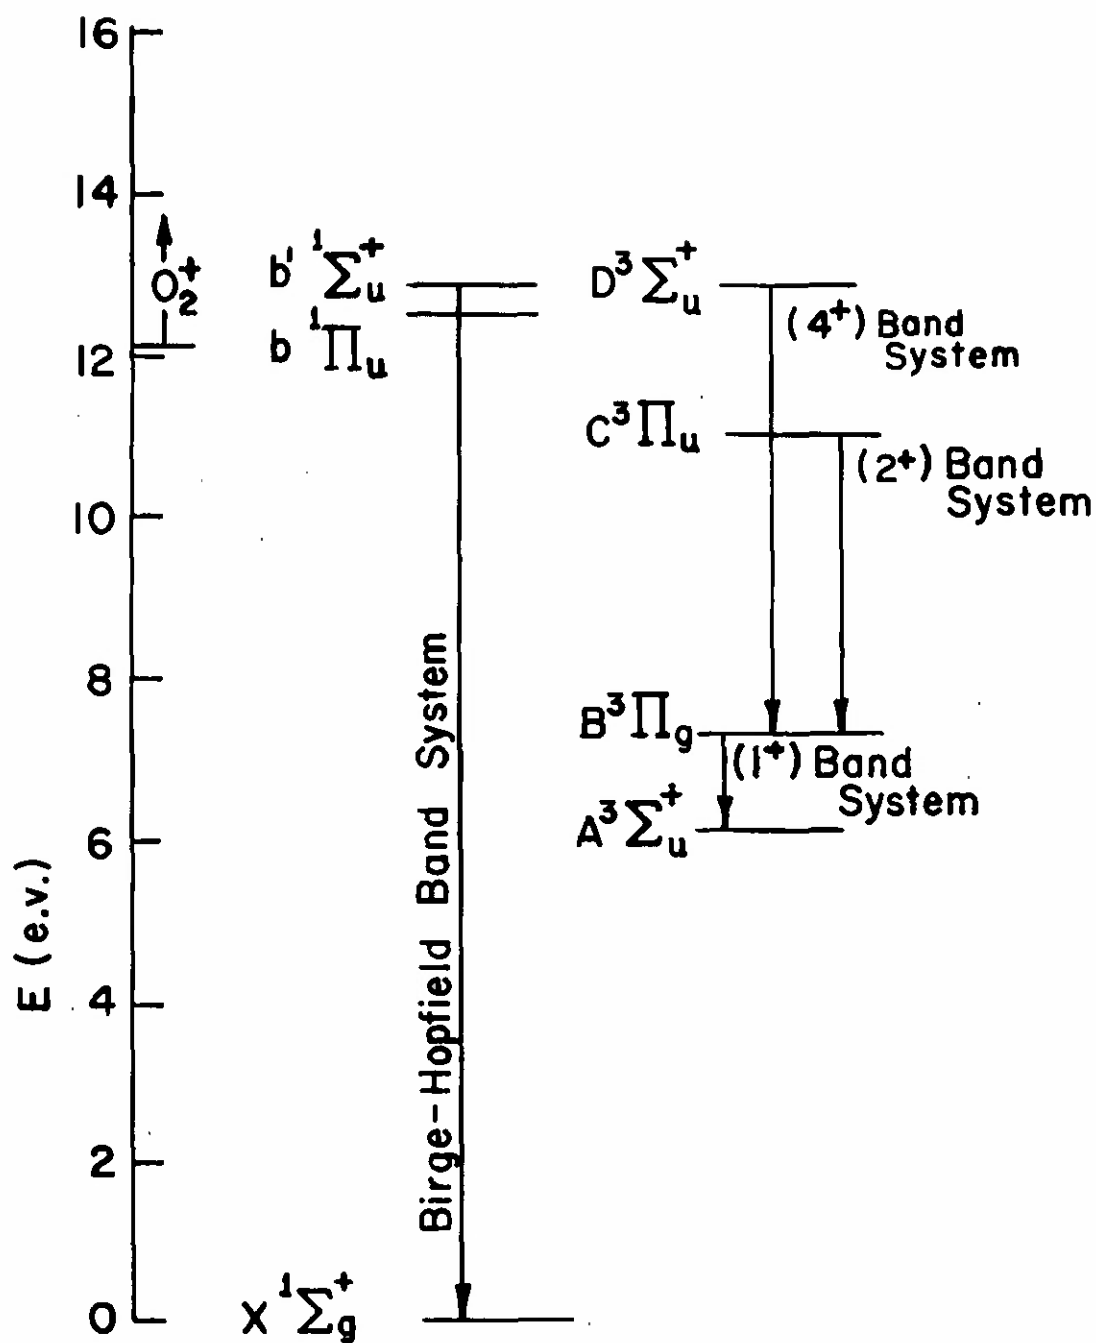 16
14
12
10
8
6
4
2
0
E (e.v.)
O₂⁺
b' ¹Σᵤ⁺
b ¹Πᵤ
X ¹Σg⁺
Birge-Hopfield Band System
D³Σᵤ⁺
(4⁺) Band
System
C³Πᵤ
(2⁺) Band
System
B³Πg
(1⁺) Band
System
A³Σᵤ⁺